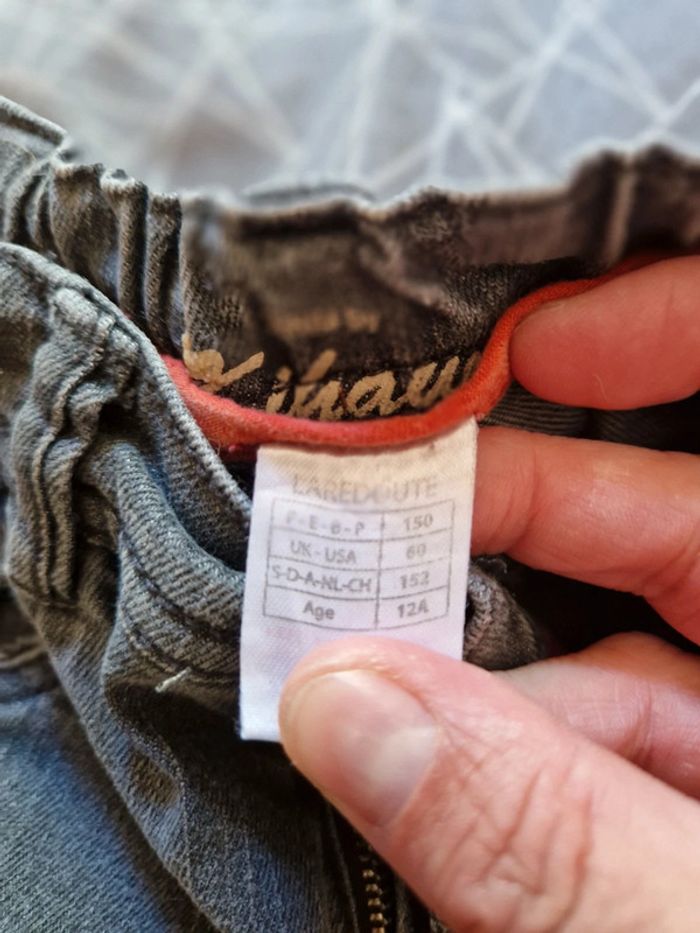 LAREDOUTE
F-E-B-P 150
UK-USA 60
S-D-A-NL-CH 152
Age 12A